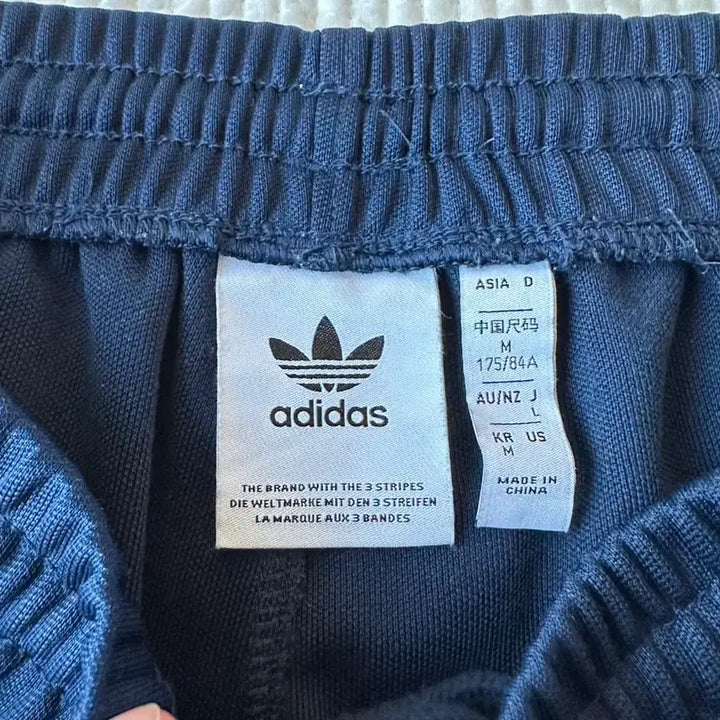 adidas
THE BRAND WITH THE 3 STRIPES
DIE WELTMARKE MIT DEN 3 STREIFEN
LA MARQUE AUX 3 BANDES
ASIA D
中国尺码
M
175/84A
AU/NZ J
L
KR US
M
MADE IN
CHINA